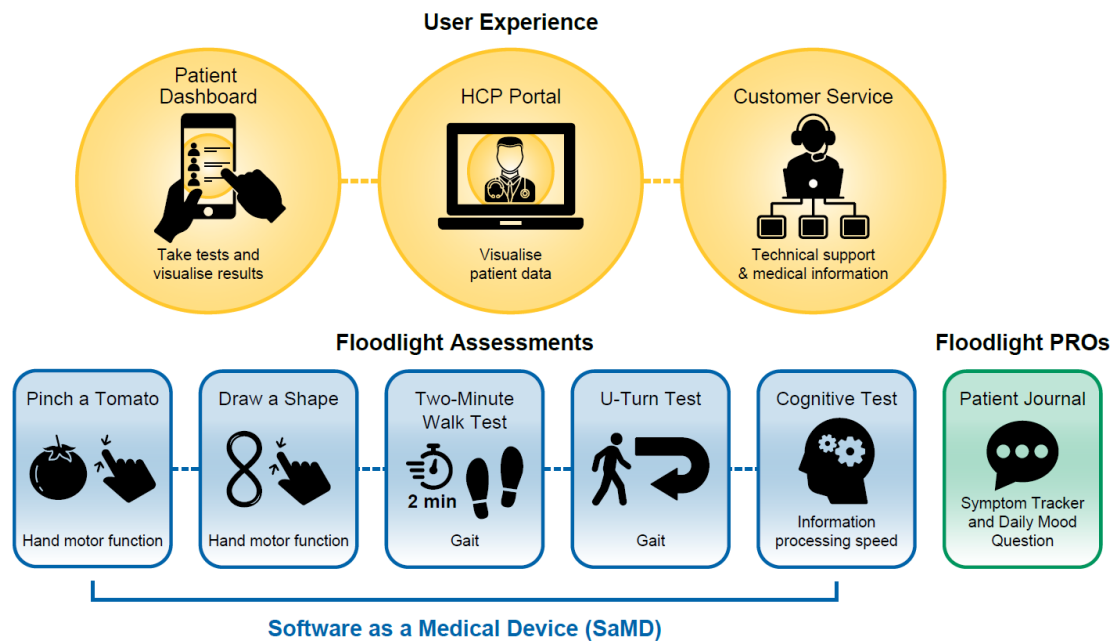 User Experience
Patient
Dashboard
Take tests and
visualise results
HCP Portal
Visualise
patient data
Customer Service
Technical support
& medical information
Floodlight Assessments
Floodlight PROs
Pinch a Tomato
Hand motor function
Draw a Shape
Hand motor function
Two-Minute
Walk Test
2 min
Gait
U-Turn Test
Gait
Cognitive Test
Information
processing speed
Patient Journal
Symptom Tracker
and Daily Mood
Question
Software as a Medical Device (SaMD)